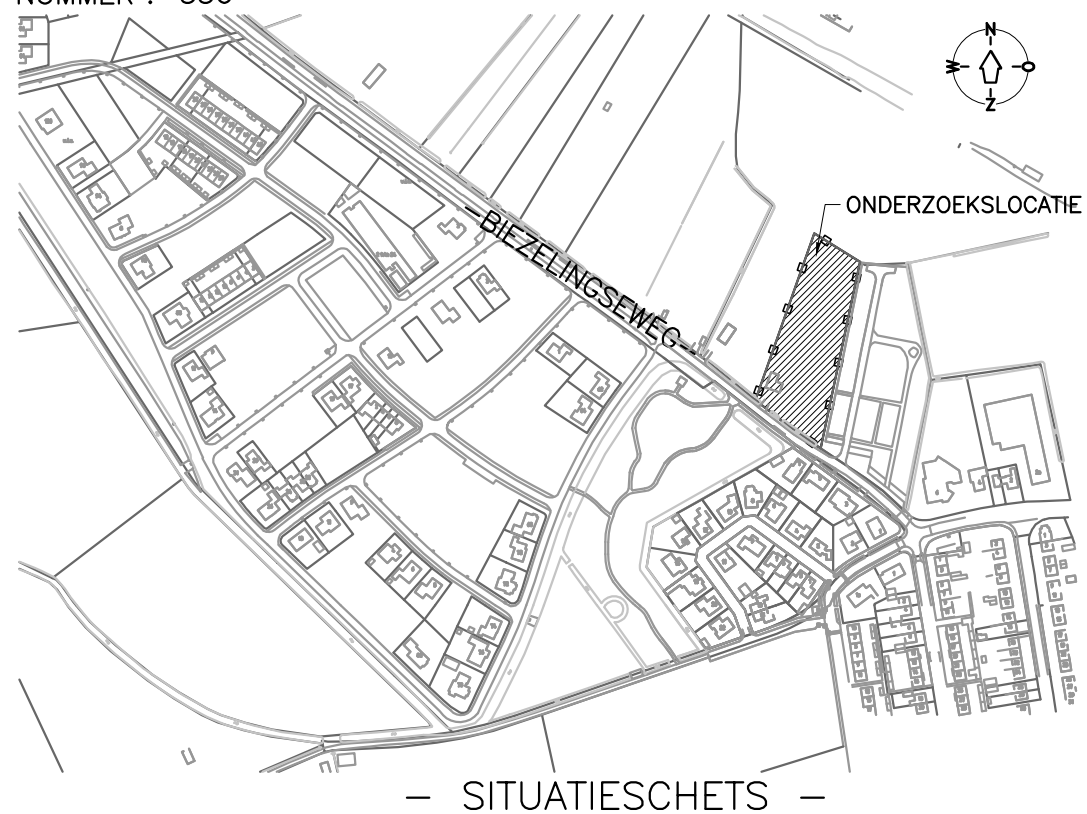 N
W O
Z
ONDERZOEKSLOCATIE
-BIEZELINGSEWEG-
— SITUATIESCHETS —